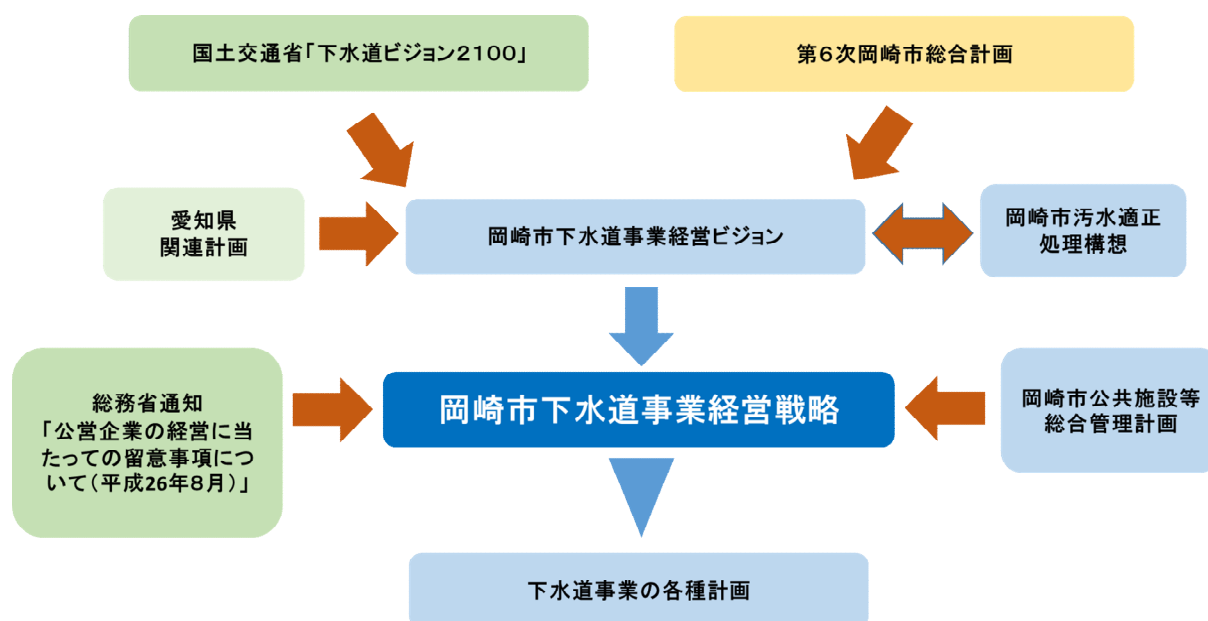 国土交通省「下水道ビジョン2100」
第6次岡崎市総合計画
愛知県
関連計画
岡崎市下水道事業経営ビジョン
岡崎市汚水適正
処理構想
総務省通知
「公営企業の経営に当
たっての留意事項につ
いて(平成26年8月)」
岡崎市下水道事業経営戦略
岡崎市公共施設等
総合管理計画
下水道事業の各種計画